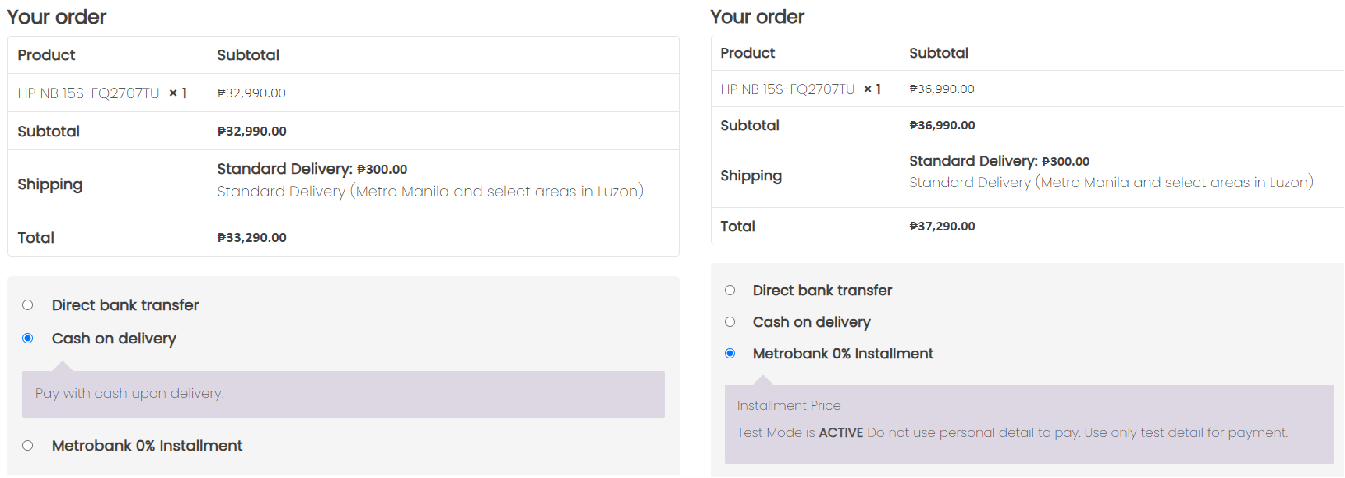 Your order
Product Subtotal
HP NB 15S-FQ2707TU × 1 ₱32,990.00
Subtotal ₱32,990.00
Standard Delivery: ₱300.00
Shipping
Standard Delivery (Metro Manila and select areas in Luzon)
Total ₱33,290.00
Direct bank transfer
Cash on delivery
Pay with cash upon delivery.
Metrobank 0% Installment
Your order
Product Subtotal
HP NB 15S-FQ2707TU × 1 ₱36,990.00
Subtotal ₱36,990.00
Standard Delivery: ₱300.00
Shipping
Standard Delivery (Metro Manila and select areas in Luzon)
Total ₱37,290.00
Direct bank transfer
Cash on delivery
Metrobank 0% Installment
Installment Price
Test Mode is ACTIVE Do not use personal detail to pay. Use only test detail for payment.